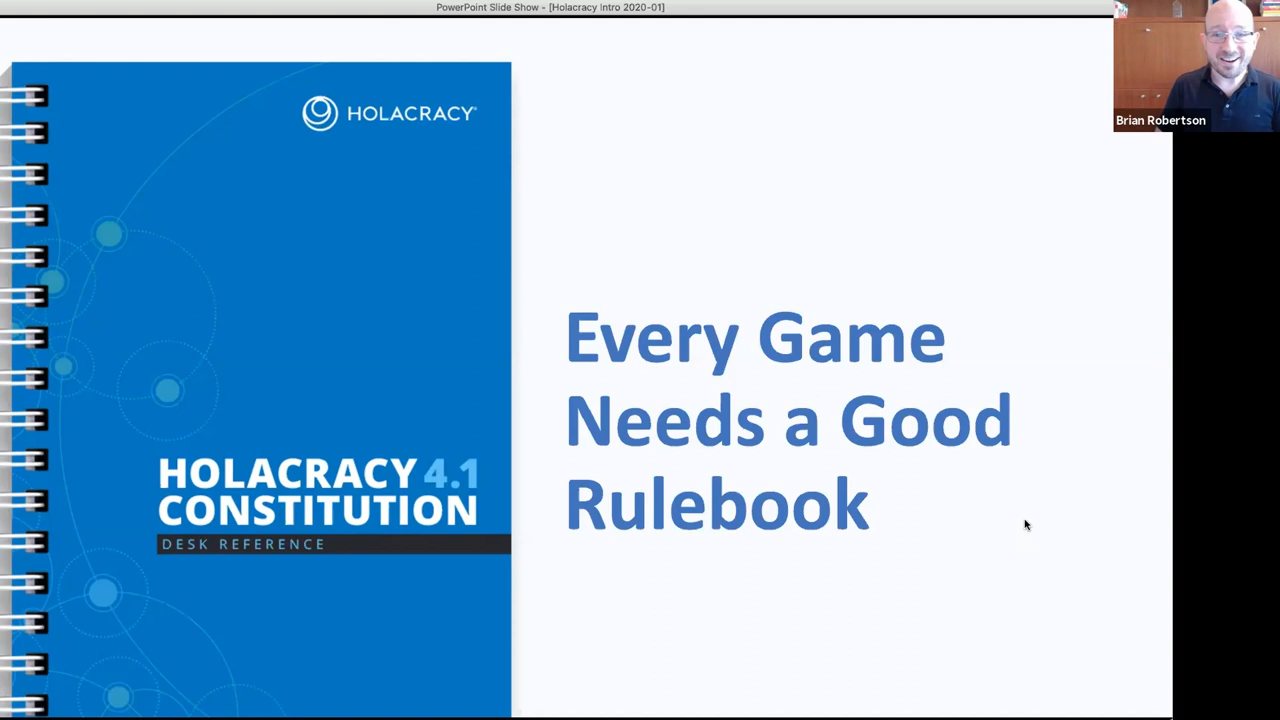 PowerPoint Slide Show - [Holacracy Intro 2020-01]
Brian Robertson
HOLACRACY®
HOLACRACY 4.1
CONSTITUTION
DESK REFERENCE
Every Game
Needs a Good
Rulebook